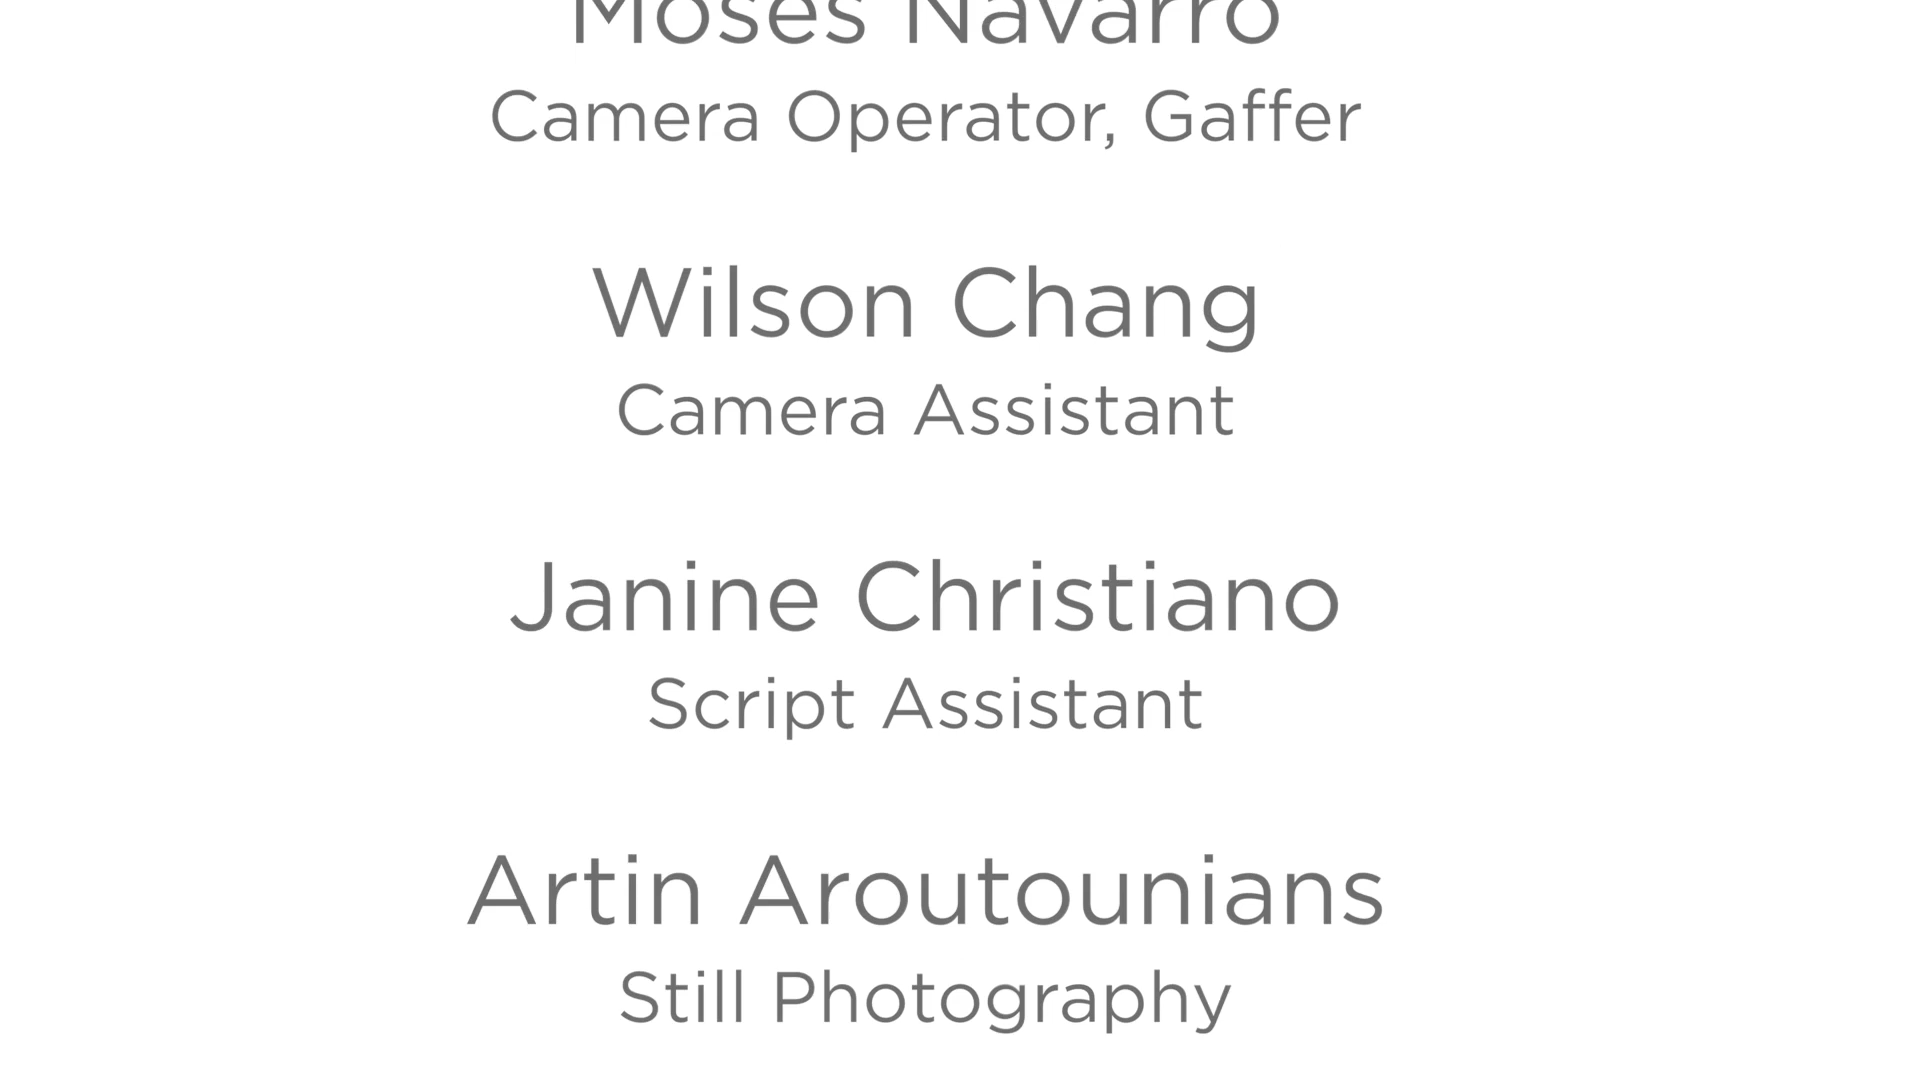 Moses Navarro
Camera Operator, Gaffer
Wilson Chang
Camera Assistant
Janine Christiano
Script Assistant
Artin Aroutounians
Still Photography